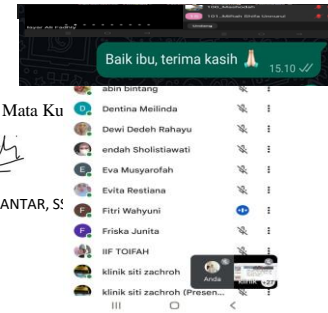 Baik ibu, terima kasih 🙏
15.10
abin bintang
Mata Ku
Dentina Meilinda
Dewi Dedeh Rahayu
endah Sholistiawati
E Eva Musyarofah
ANTAR, S
Evita Restiana
F Fitri Wahyuni
F Friska Junita
IIF TOIFAH
klinik siti zachroh
Anda
klinik siti zachroh (Presen...